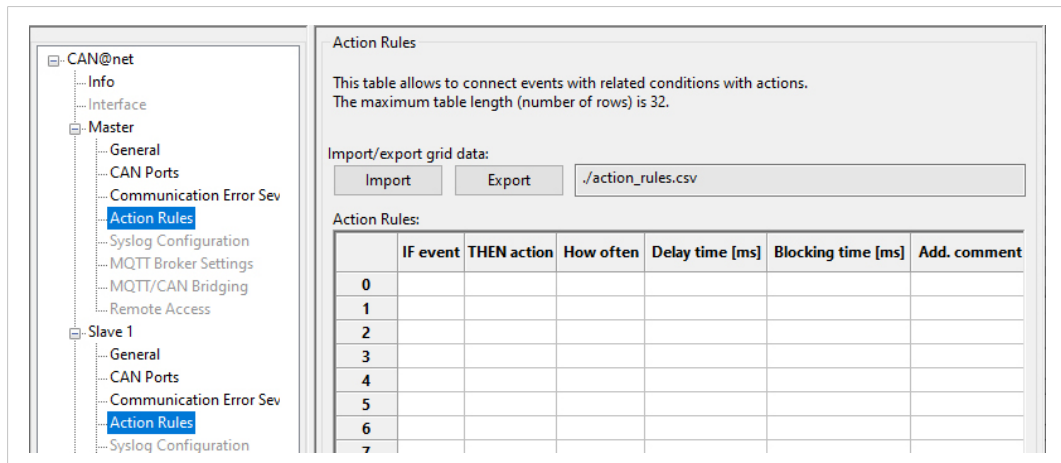 CAN@net
Info
Interface
Master
General
CAN Ports
Communication Error Sev
Action Rules
Syslog Configuration
MQTT Broker Settings
MQTT/CAN Bridging
Remote Access
Slave 1
General
CAN Ports
Communication Error Sev
Action Rules
Syslog Configuration
Action Rules
This table allows to connect events with related conditions with actions.
The maximum table length (number of rows) is 32.
Import/export grid data:
Import Export ./action_rules.csv
Action Rules:
IF event THEN action How often Delay time [ms] Blocking time [ms] Add. comment
0
1
2
3
4
5
6
7